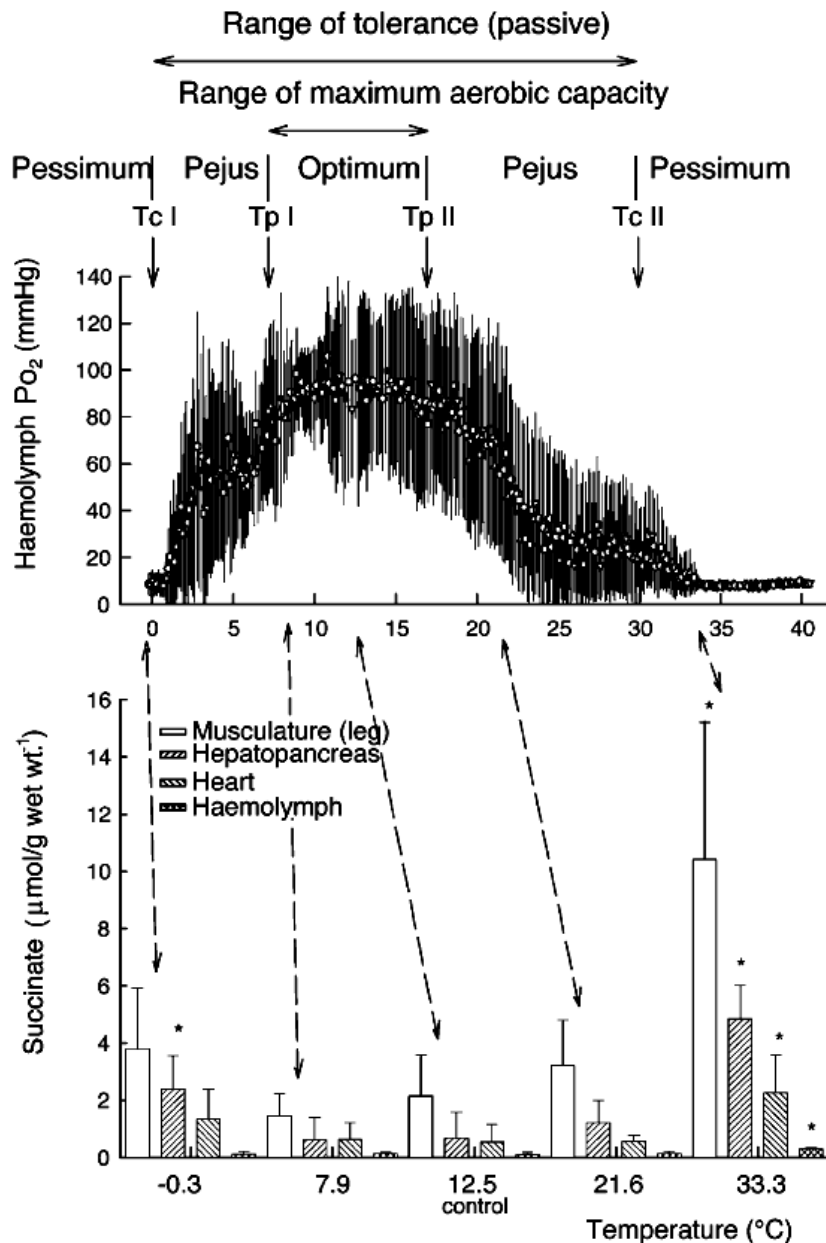 Range of tolerance (passive)
Range of maximum aerobic capacity
Pessimum Pejus Optimum Pejus Pessimum
Tc I Tp I Tp II Tc II
Haemolymph Po₂ (mmHg)
140
120
100
80
60
40
20
0
0 5 10 15 20 25 30 35 40
Succinate (μmol/g wet wt.⁻¹)
16
14
12
10
8
6
4
2
0
Musculature (leg)
Hepatopancreas
Heart
Haemolymph
*
*
*
*
*
-0.3 7.9 12.5 21.6 33.3
control
Temperature (°C)